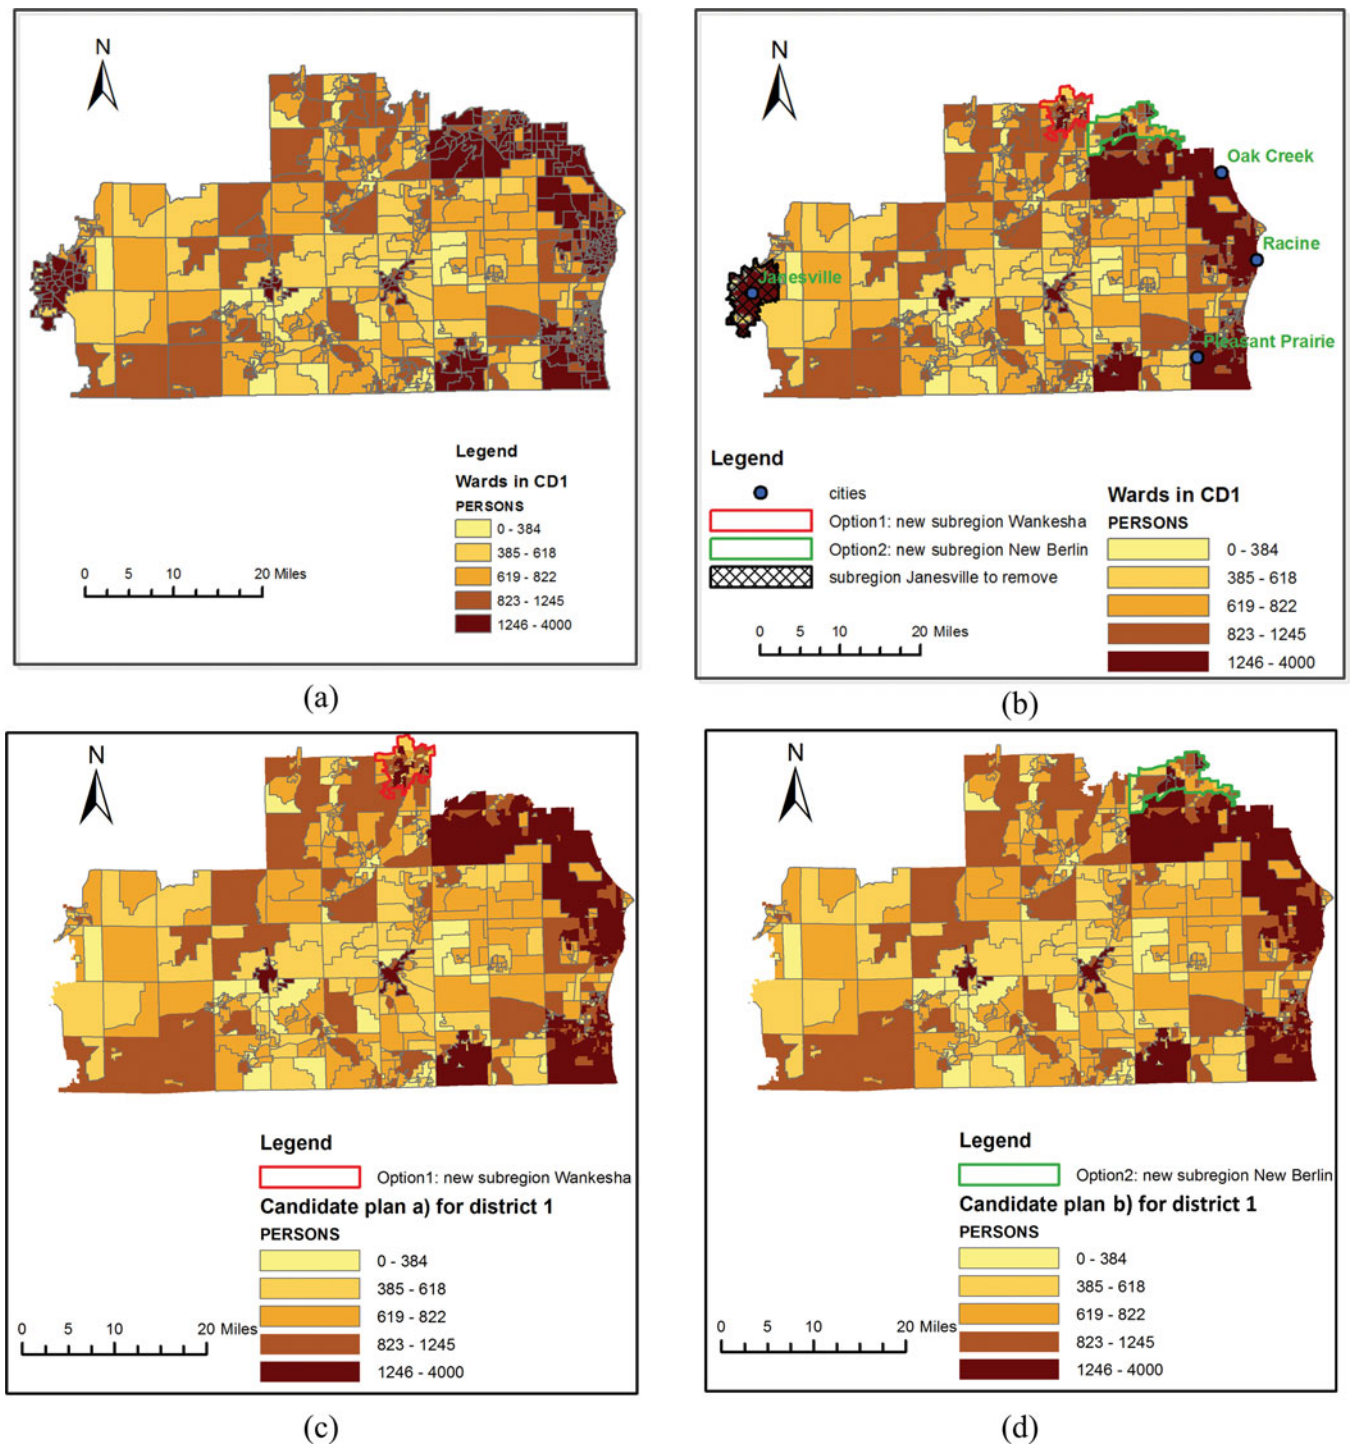 N
Legend
Wards in CD1
PERSONS
0 - 384
385 - 618
619 - 822
823 - 1245
1246 - 4000
0 5 10 20 Miles
(a)
N
Oak Creek
Racine
Janesville
Pleasant Prairie
Legend
cities
Option1: new subregion Wankesha
Option2: new subregion New Berlin
subregion Janesville to remove
0 5 10 20 Miles
Wards in CD1
PERSONS
0 - 384
385 - 618
619 - 822
823 - 1245
1246 - 4000
(b)
N
Legend
Option1: new subregion Wankesha
Candidate plan a) for district 1
PERSONS
0 - 384
385 - 618
619 - 822
823 - 1245
1246 - 4000
0 5 10 20 Miles
(c)
N
Legend
Option2: new subregion New Berlin
Candidate plan b) for district 1
PERSONS
0 - 384
385 - 618
619 - 822
823 - 1245
1246 - 4000
0 5 10 20 Miles
(d)